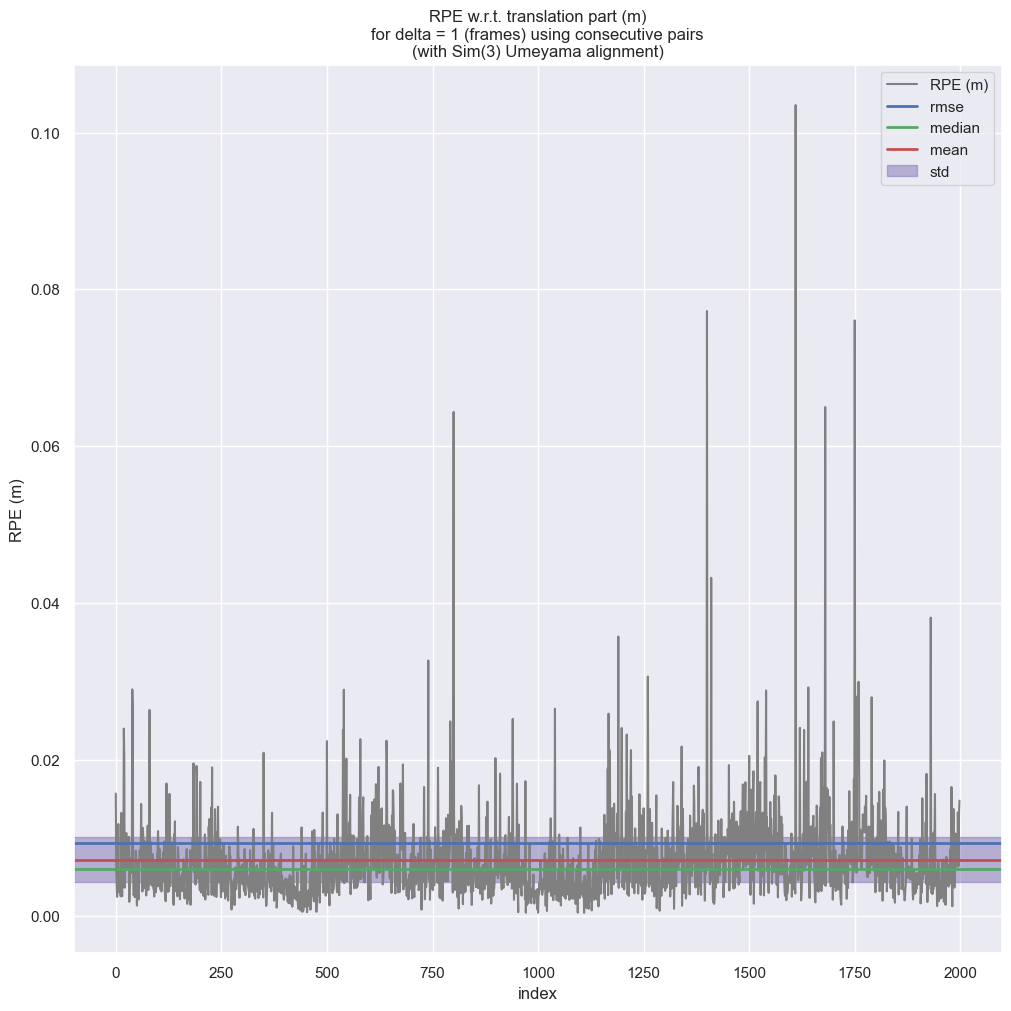 RPE w.r.t. translation part (m)
for delta = 1 (frames) using consecutive pairs
(with Sim(3) Umeyama alignment)
RPE (m)
rmse
median
mean
std
0.10
0.08
0.06
0.04
0.02
0.00
RPE (m)
0
250
500
750
1000
1250
1500
1750
2000
index